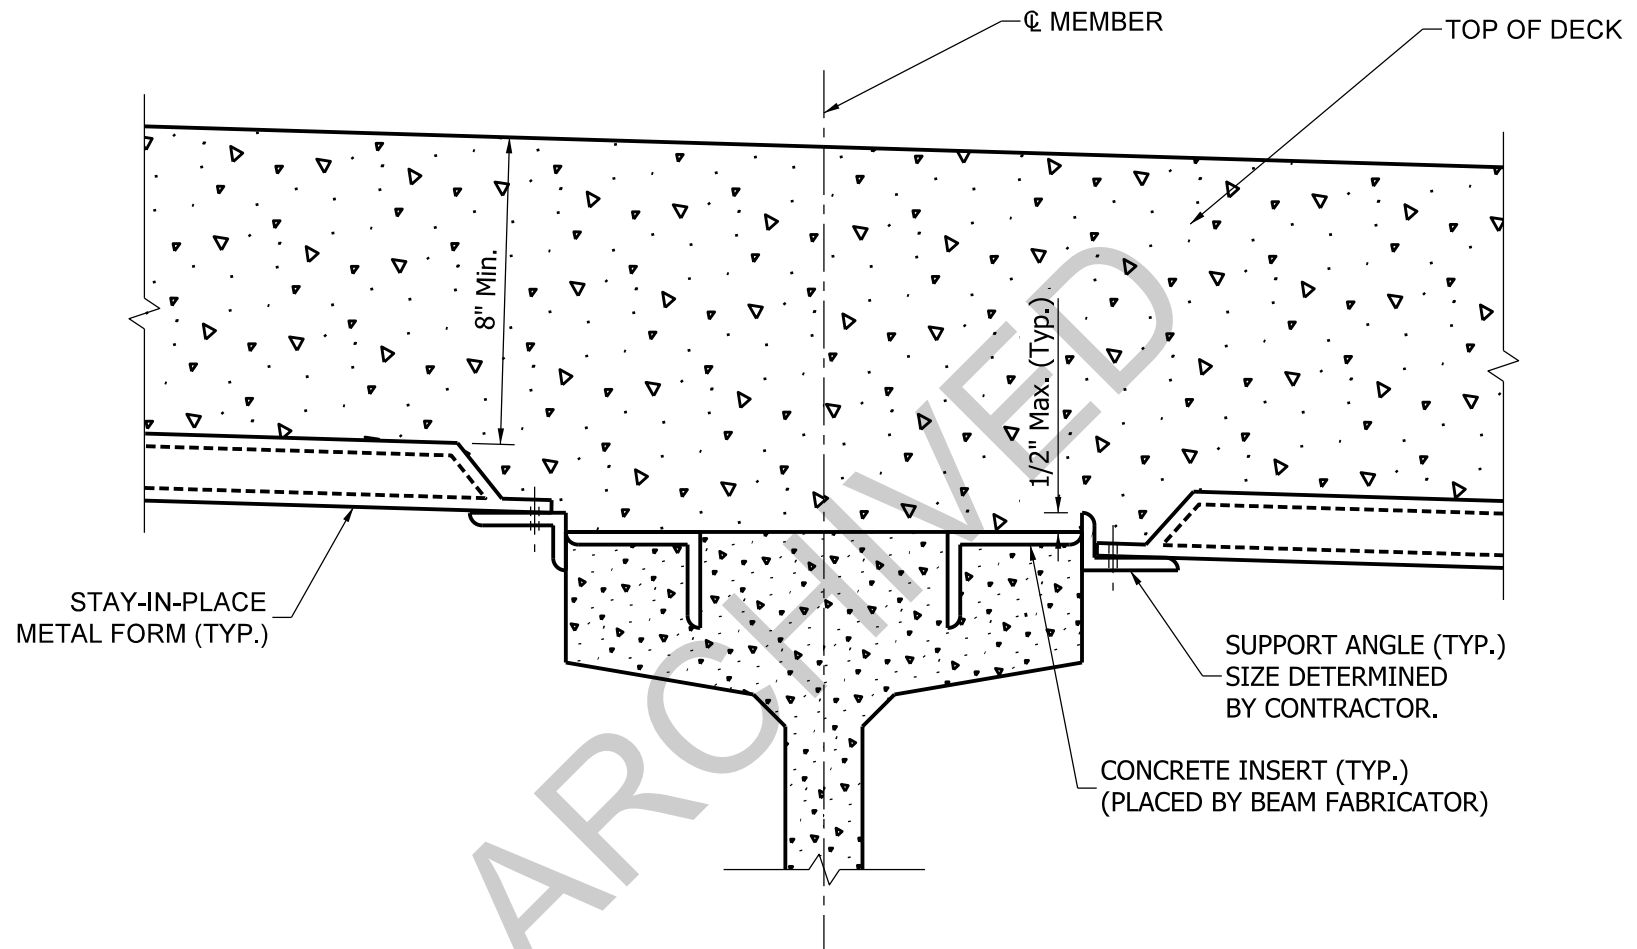 ℄ MEMBER
TOP OF DECK
8" Min.
1/2" Max. (Typ.)
STAY-IN-PLACE
METAL FORM (TYP.)
SUPPORT ANGLE (TYP.)
SIZE DETERMINED
BY CONTRACTOR.
CONCRETE INSERT (TYP.)
(PLACED BY BEAM FABRICATOR)
ARCHIVED